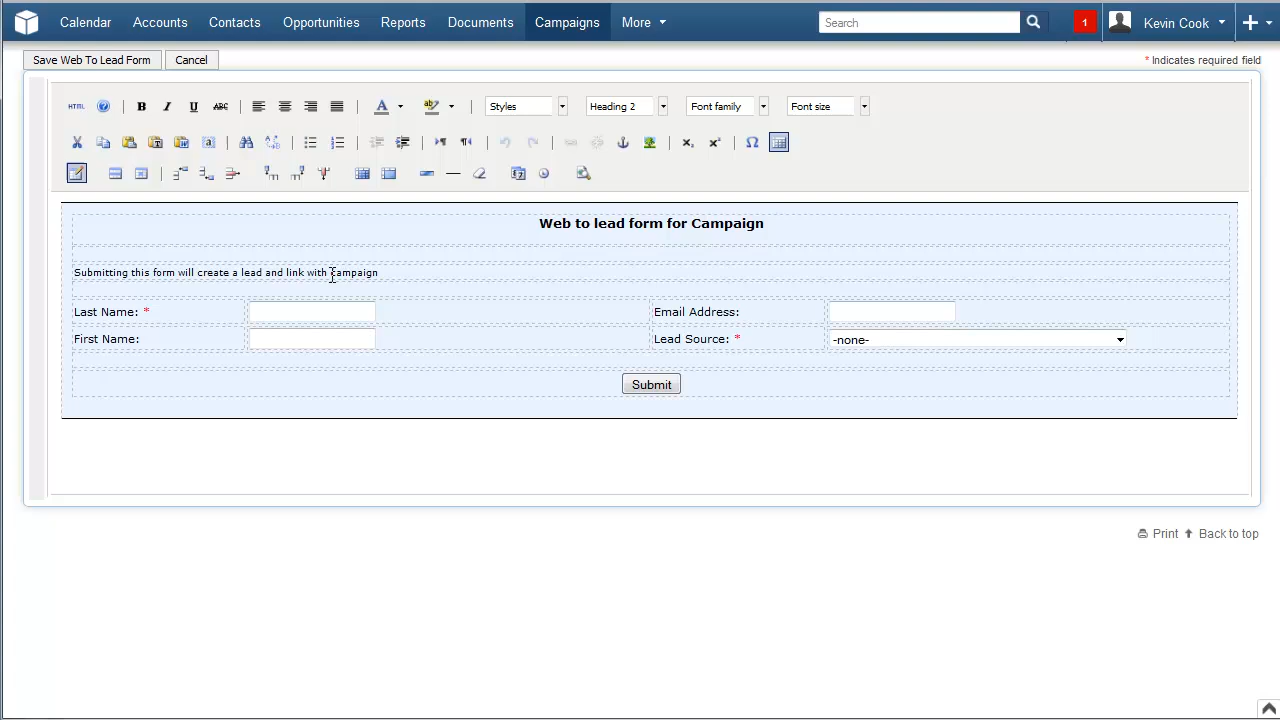 Calendar Accounts Contacts Opportunities Reports Documents Campaigns More Search 1 Kevin Cook
Save Web To Lead Form Cancel * Indicates required field
HTML B I U ABC A ab Styles Heading 2 Font family Font size
Web to lead form for Campaign
Submitting this form will create a lead and link with campaign
Last Name: * Email Address:
First Name: Lead Source: * -none-
Submit
Print Back to top